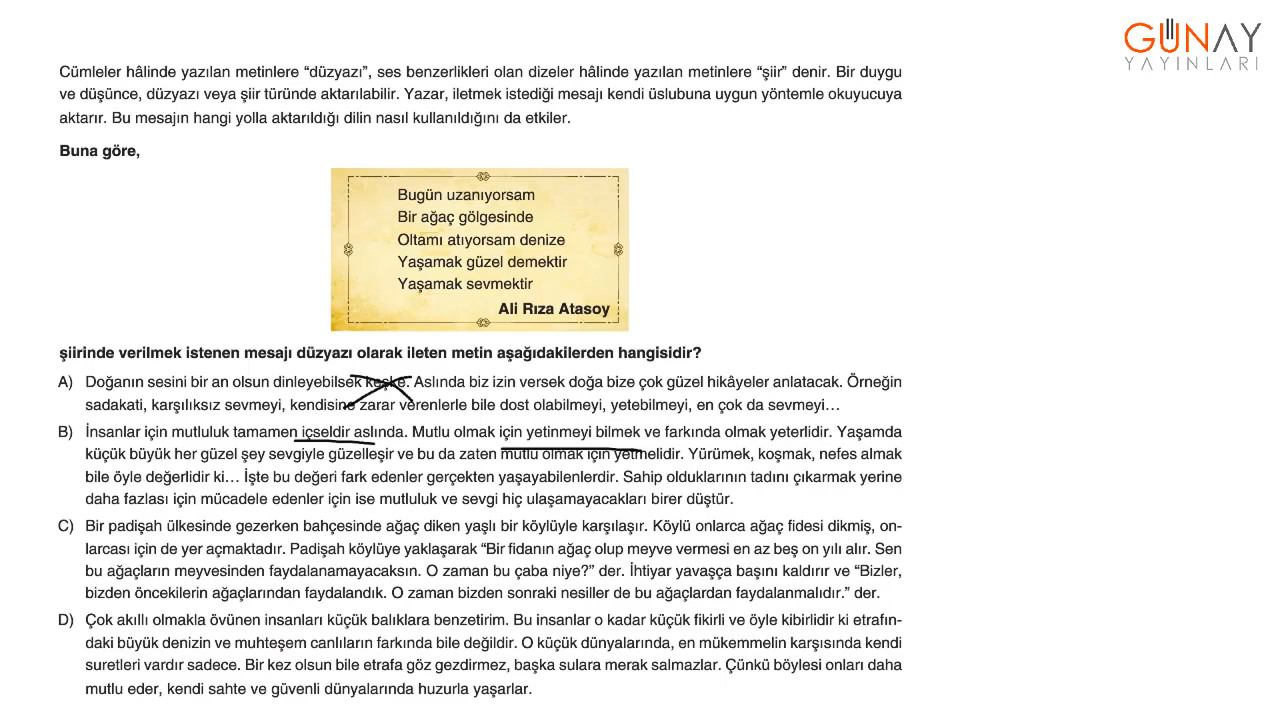 GÜNAY
YAYINLARI
Cümleler hâlinde yazılan metinlere “düzyazı”, ses benzerlikleri olan dizeler hâlinde yazılan metinlere “şiir” denir. Bir duygu
ve düşünce, düzyazı veya şiir türünde aktarılabilir. Yazar, iletmek istediği mesajı kendi üslubuna uygun yöntemle okuyucuya
aktarır. Bu mesajın hangi yolla aktarıldığı dilin nasıl kullanıldığını da etkiler.
Buna göre,
Bugün uzanıyorsam
Bir ağaç gölgesinde
Oltamı atıyorsam denize
Yaşamak güzel demektir
Yaşamak sevmektir
Ali Rıza Atasoy
şiirinde verilmek istenen mesajı düzyazı olarak ileten metin aşağıdakilerden hangisidir?
A) Doğanın sesini bir an olsun dinleyebilsek keşke. Aslında biz izin versek doğa bize çok güzel hikâyeler anlatacak. Örneğin
sadakati, karşılıksız sevmeyi, kendisine zarar verenlerle bile dost olabilmeyi, yetebilmeyi, en çok da sevmeyi…
B) İnsanlar için mutluluk tamamen içseldir aslında. Mutlu olmak için yetinmeyi bilmek ve farkında olmak yeterlidir. Yaşamda
küçük büyük her güzel şey sevgiyle güzelleşir ve bu da zaten mutlu olmak için yetmelidir. Yürümek, koşmak, nefes almak
bile öyle değerlidir ki… İşte bu değeri fark edenler gerçekten yaşayabilenlerdir. Sahip olduklarının tadını çıkarmak yerine
daha fazlası için mücadele edenler için ise mutluluk ve sevgi hiç ulaşamayacakları birer düştür.
C) Bir padişah ülkesinde gezerken bahçesinde ağaç diken yaşlı bir köylüyle karşılaşır. Köylü onlarca ağaç fidesi dikmiş, on-
larcası için de yer açmaktadır. Padişah köylüye yaklaşarak “Bir fidanın ağaç olup meyve vermesi en az beş on yılı alır. Sen
bu ağaçların meyvesinden faydalanamayacaksın. O zaman bu çaba niye?” der. İhtiyar yavaşça başını kaldırır ve “Bizler,
bizden öncekilerin ağaçlarından faydalandık. O zaman bizden sonraki nesiller de bu ağaçlardan faydalanmalıdır.” der.
D) Çok akıllı olmakla övünen insanları küçük balıklara benzetirim. Bu insanlar o kadar küçük fikirli ve öyle kibirlidir ki etrafın-
daki büyük denizin ve muhteşem canlıların farkında bile değildir. O küçük dünyalarında, en mükemmelin karşısında kendi
suretleri vardır sadece. Bir kez olsun bile etrafa göz gezdirmez, başka sulara merak salmazlar. Çünkü böylesi onları daha
mutlu eder, kendi sahte ve güvenli dünyalarında huzurla yaşarlar.